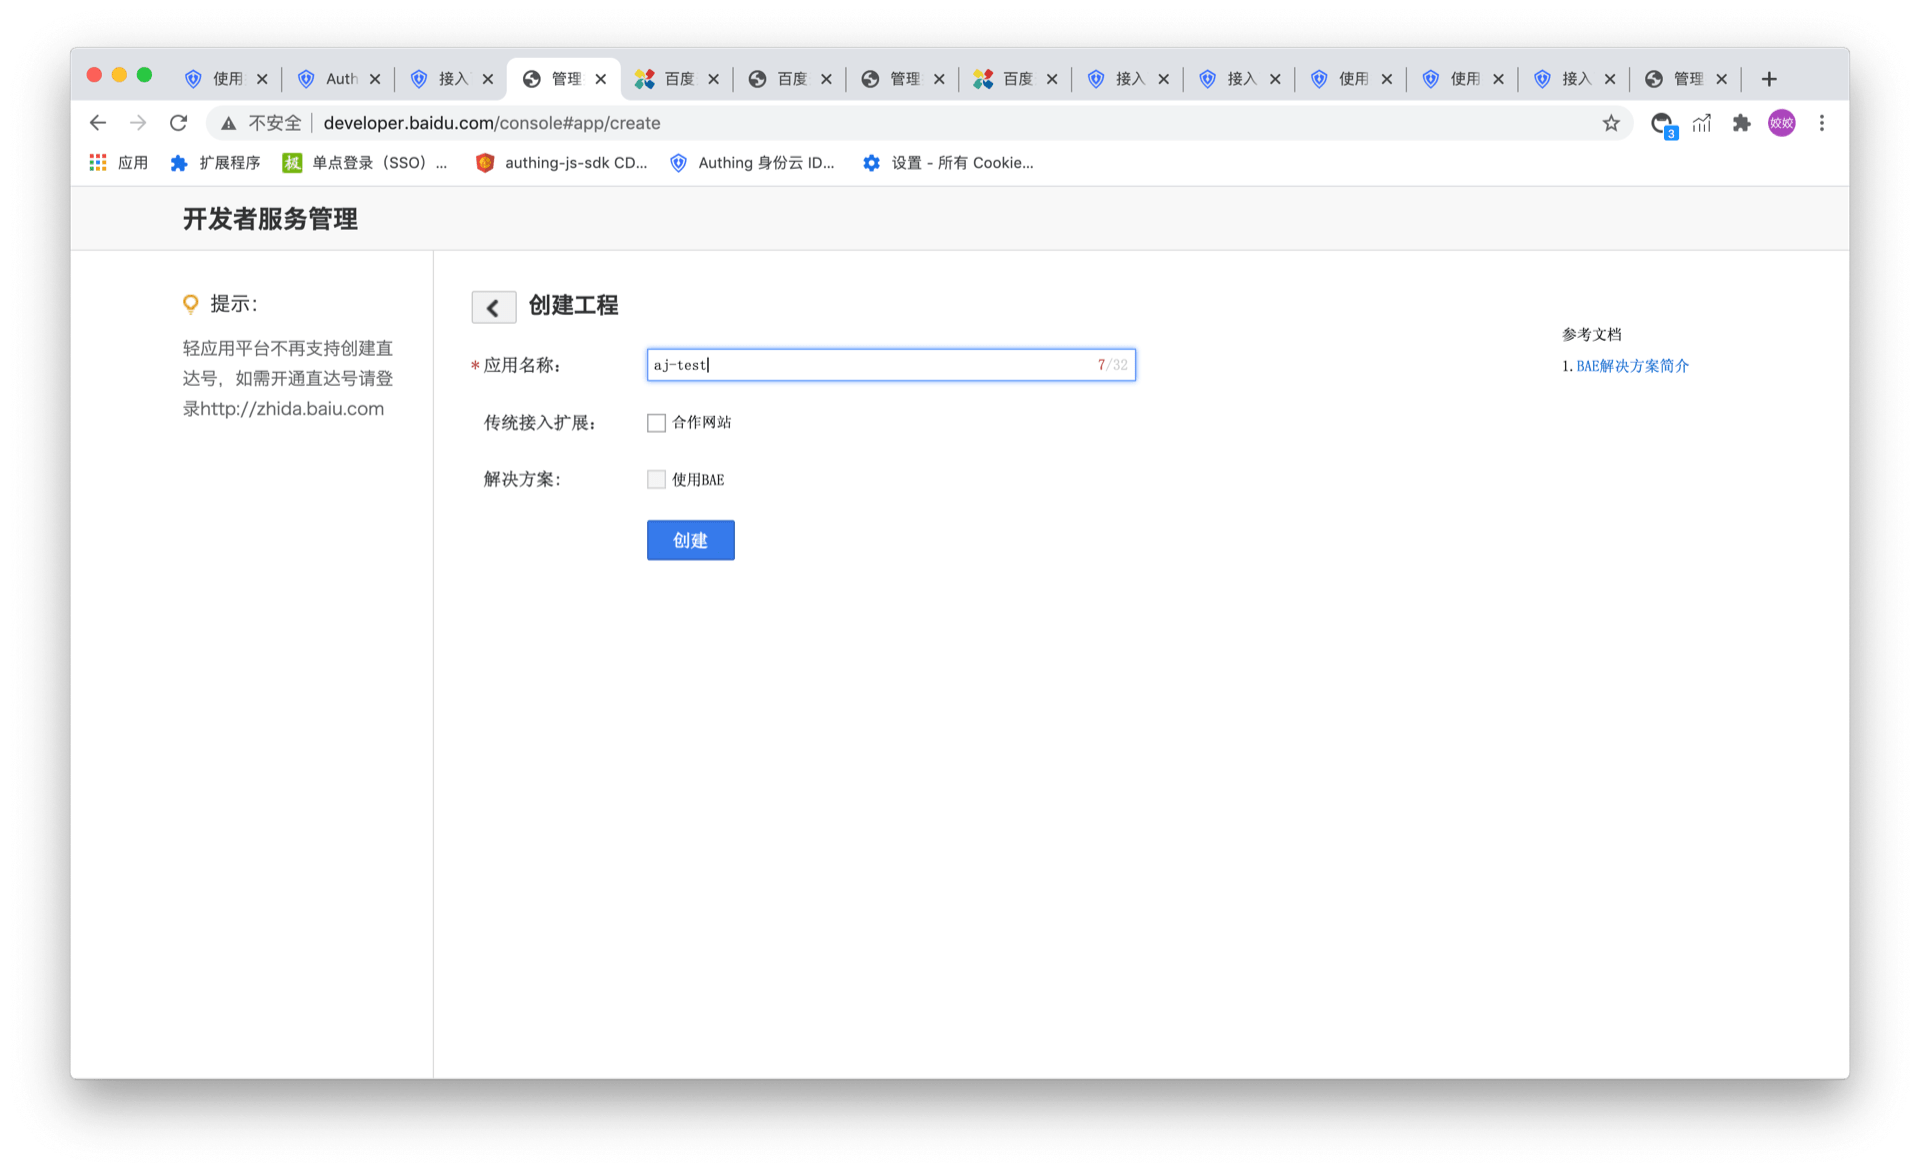 使用
Auth
接入
管理
百度
百度
管理
百度
接入
接入
使用
使用
接入
管理
不安全
developer.baidu.com/console#app/create
3
姣姣
应用
扩展程序
极
单点登录（SSO）...
authing-js-sdk CD...
Authing 身份云 ID...
设置 - 所有 Cookie...
开发者服务管理
提示：
轻应用平台不再支持创建直
达号，如需开通直达号请登
录http://zhida.baiu.com
创建工程
*应用名称：
aj-test
7/32
传统接入扩展：
合作网站
解决方案：
使用BAE
创建
参考文档
1.BAE解决方案简介